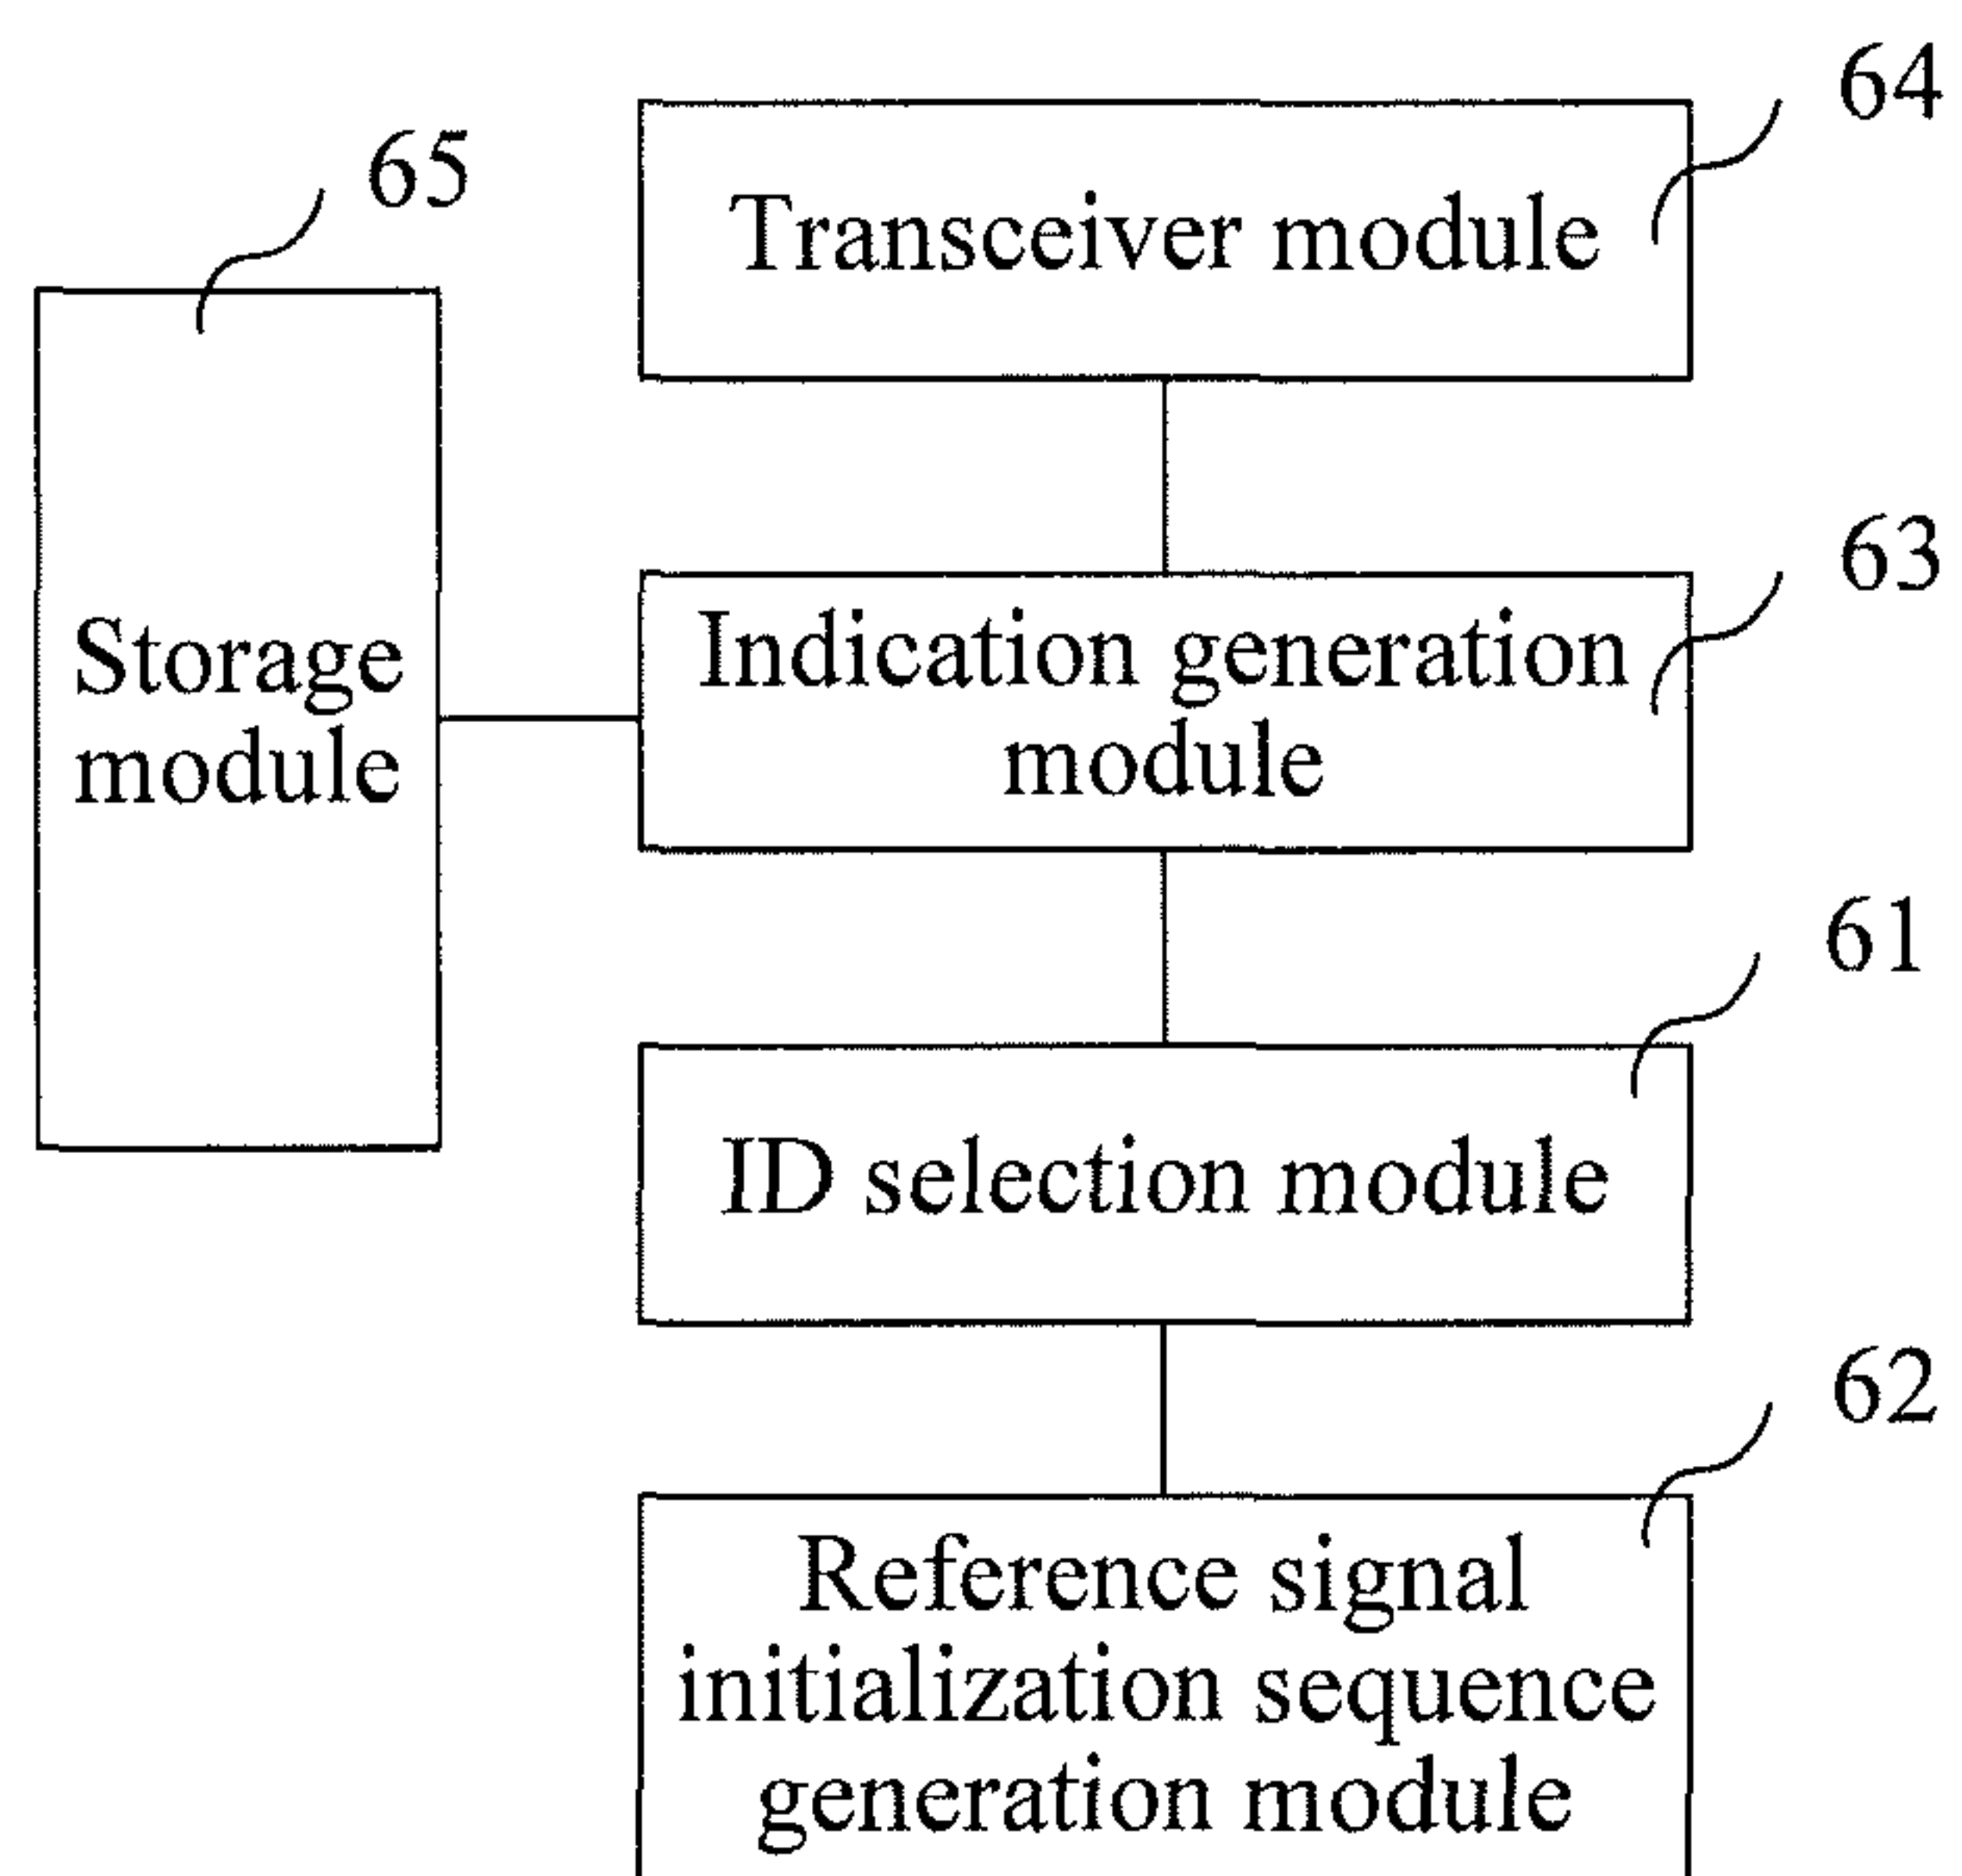 64
Transceiver module
65
Storage
module
63
Indication generation
module
61
ID selection module
62
Reference signal
initialization sequence
generation module